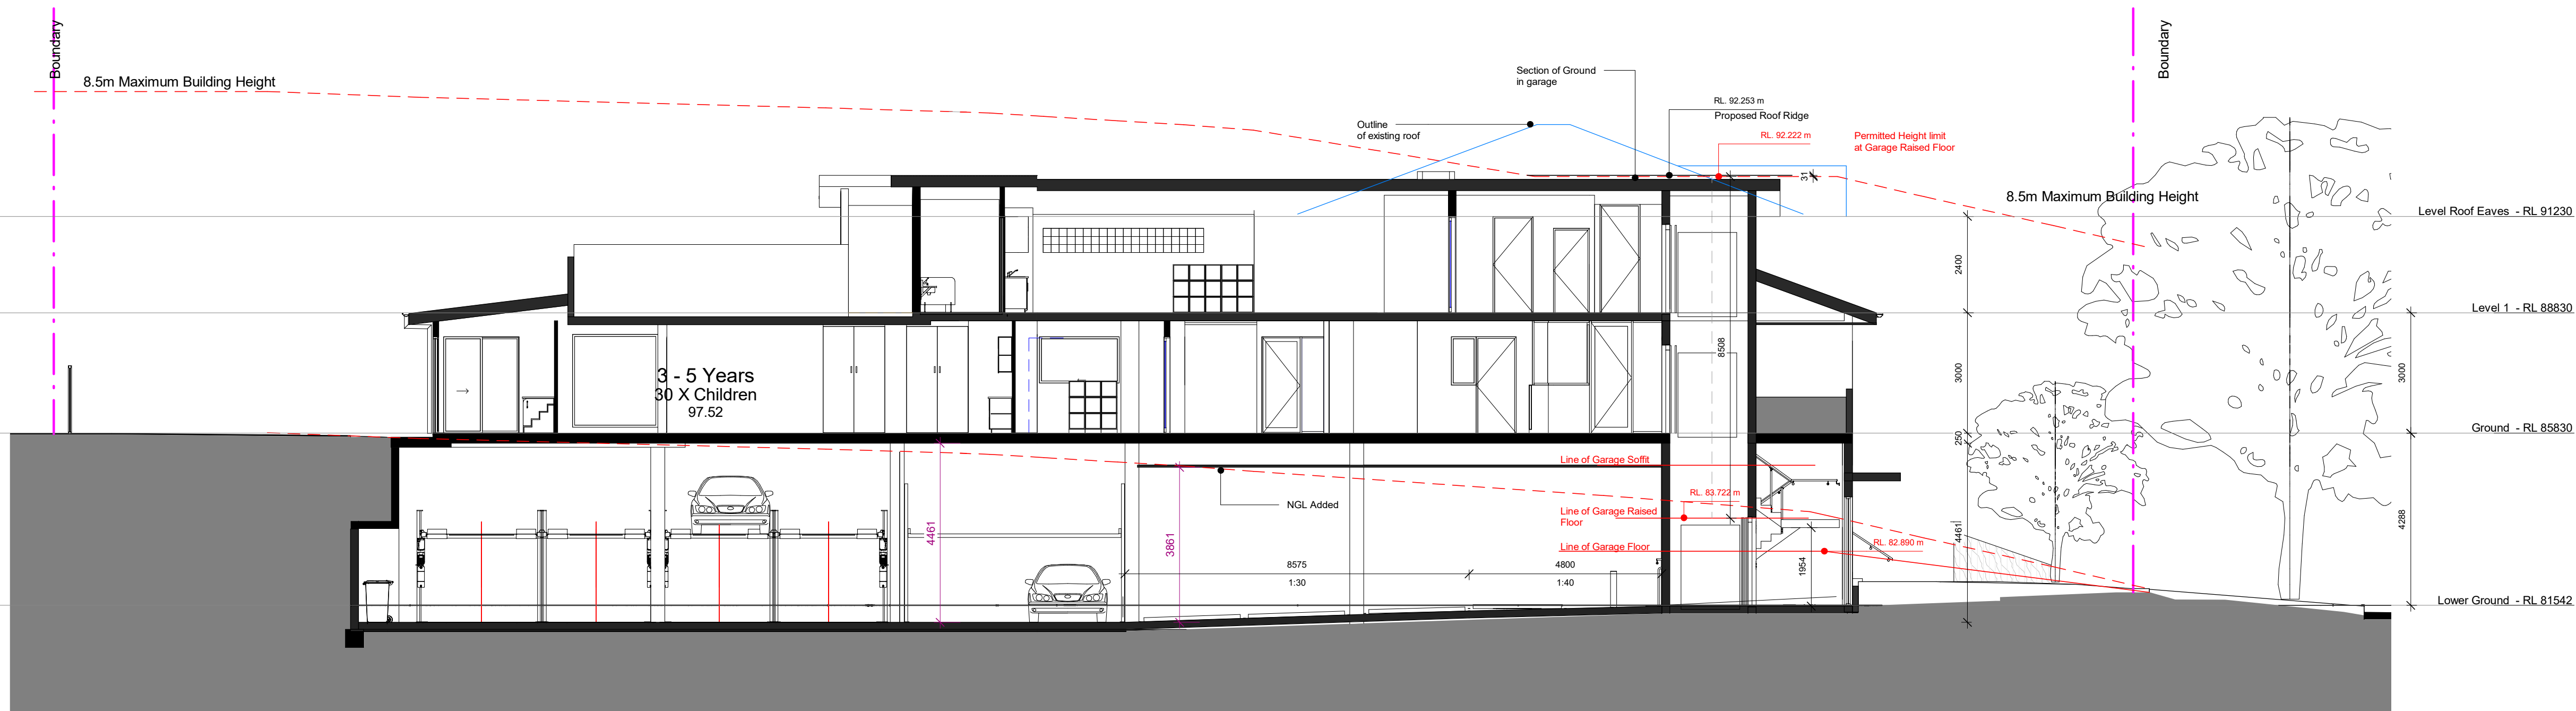 Boundary
Boundary
8.5m Maximum Building Height
Section of Ground
in garage
RL. 92.253 m
Proposed Roof Ridge
Outline
of existing roof
RL. 92.222 m
Permitted Height limit
at Garage Raised Floor
31
8.5m Maximum Building Height
Level Roof Eaves - RL 91230
2400
Level 1 - RL 88830
8508
3000
3000
3 - 5 Years
30 X Children
97.52
Ground - RL 85830
250
Line of Garage Soffit
RL. 83.722 m
NGL Added
Line of Garage Raised
Floor
4461
3861
4461
4288
Line of Garage Floor
RL. 82.890 m
8575
4800
1954
1:30
1:40
Lower Ground - RL 81542